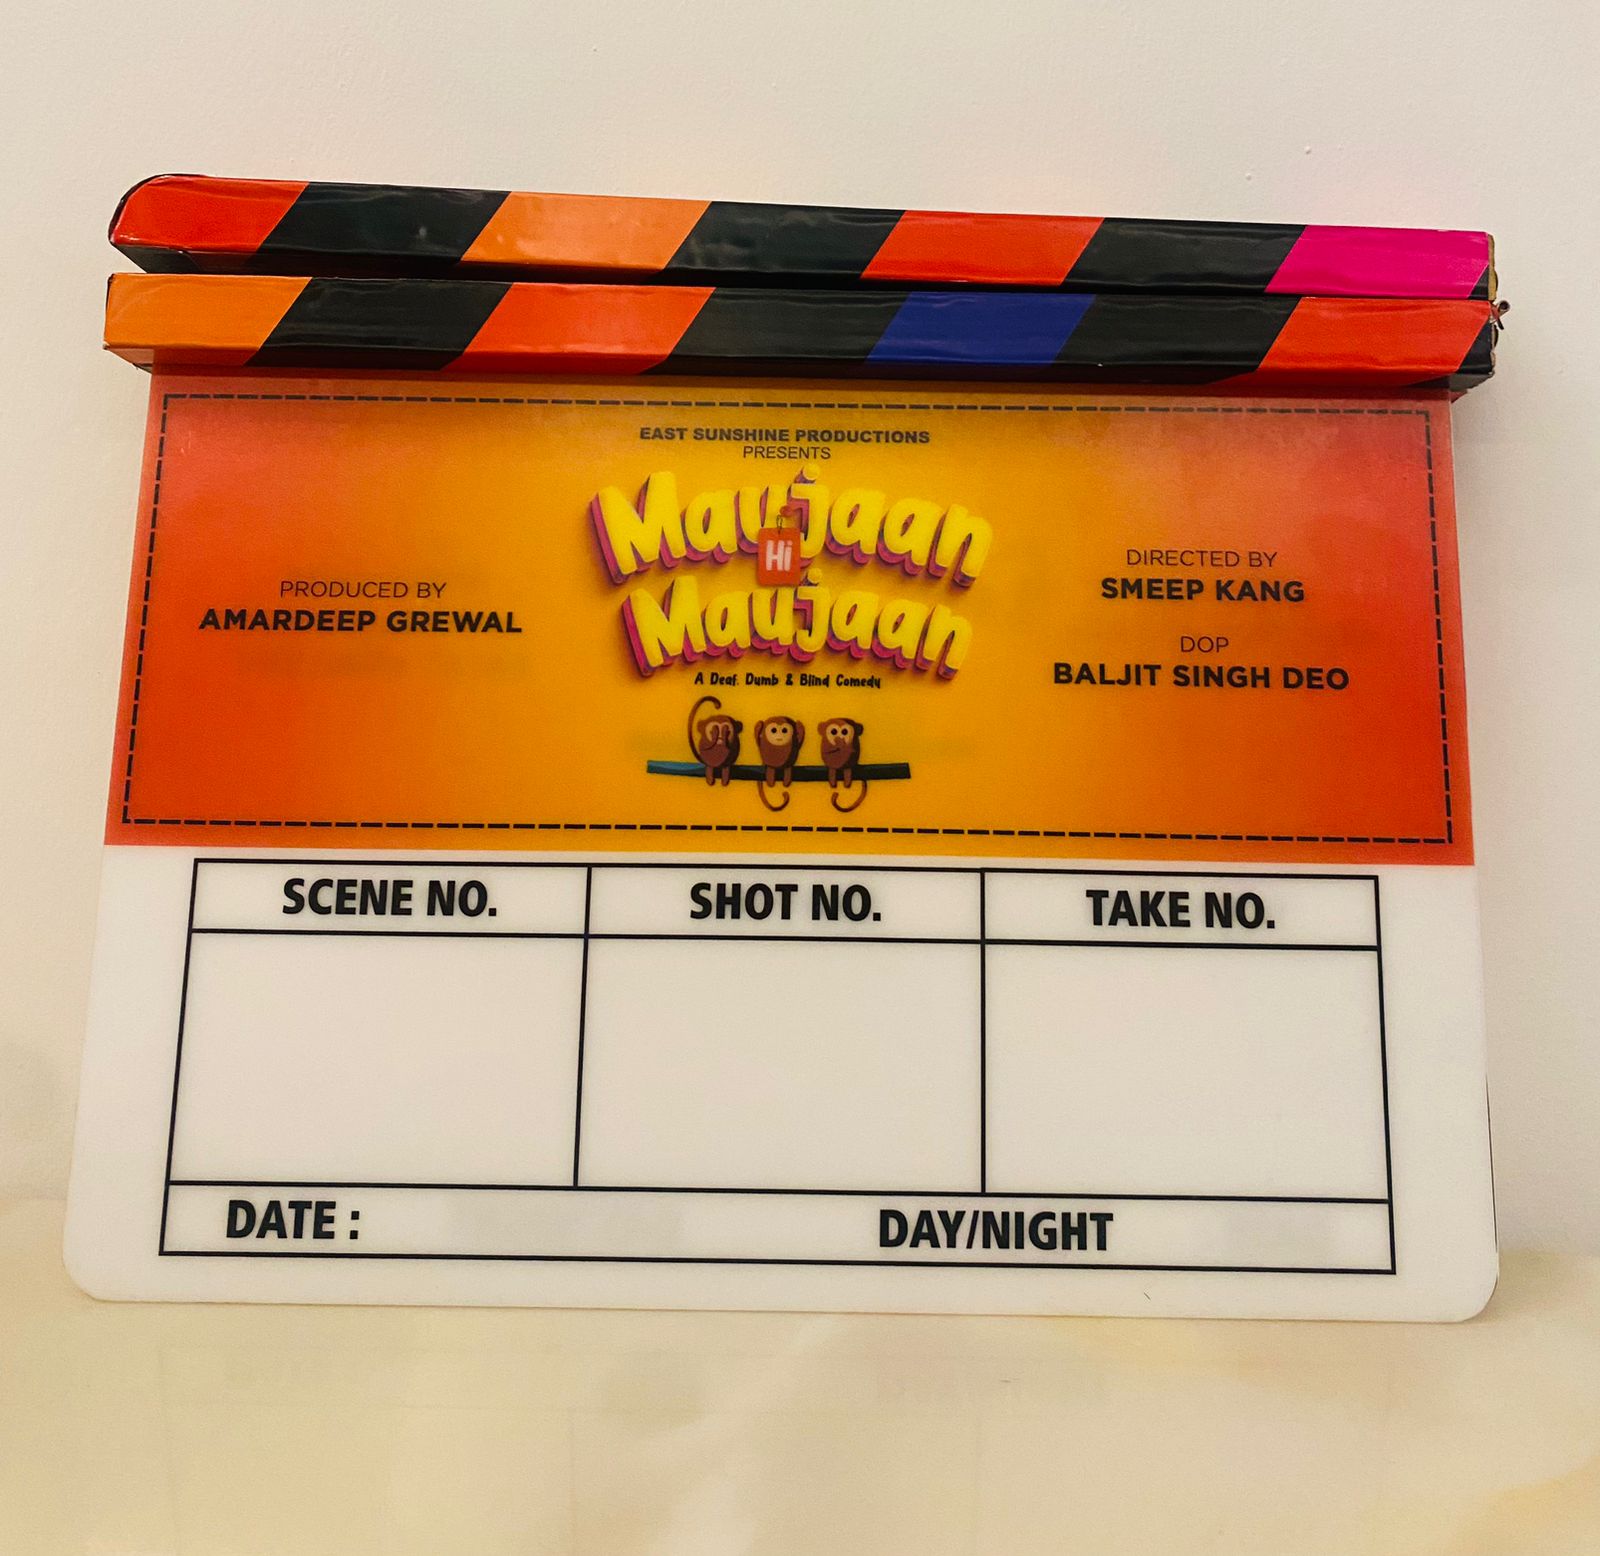 EAST SUNSHINE PRODUCTIONS
PRESENTS
Maujaan
Hi
Maujaan
A Deaf, Dumb & Blind Comedy
PRODUCED BY
AMARDEEP GREWAL
DIRECTED BY
SMEEP KANG
DOP
BALJIT SINGH DEO
SCENE NO. SHOT NO. TAKE NO.
DATE : DAY/NIGHT